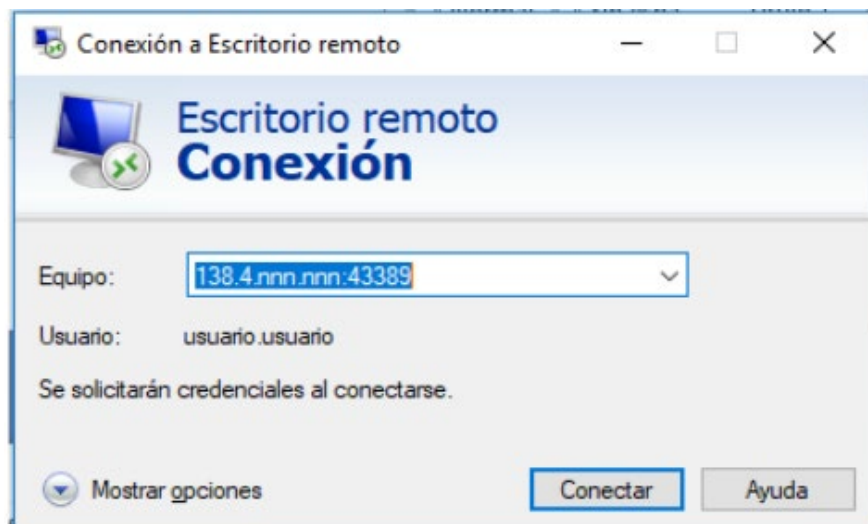 Conexión a Escritorio remoto
Escritorio remoto
Conexión
Equipo: 138.4.nnn.nnn:43389
Usuario: usuario.usuario
Se solicitarán credenciales al conectarse.
Mostrar opciones Conectar Ayuda